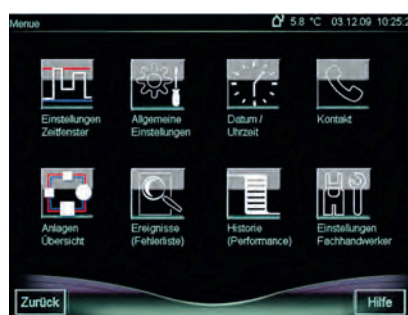 Menue 5.8 °C 03.12.09 10:25:2
Einstellungen Zeitfenster
Allgemeine Einstellungen
Datum / Uhrzeit
Kontakt
Anlagen Übersicht
Ereignisse (Fehlerliste)
Historie (Performance)
Einstellungen Fachhandwerker
Zurück Hilfe